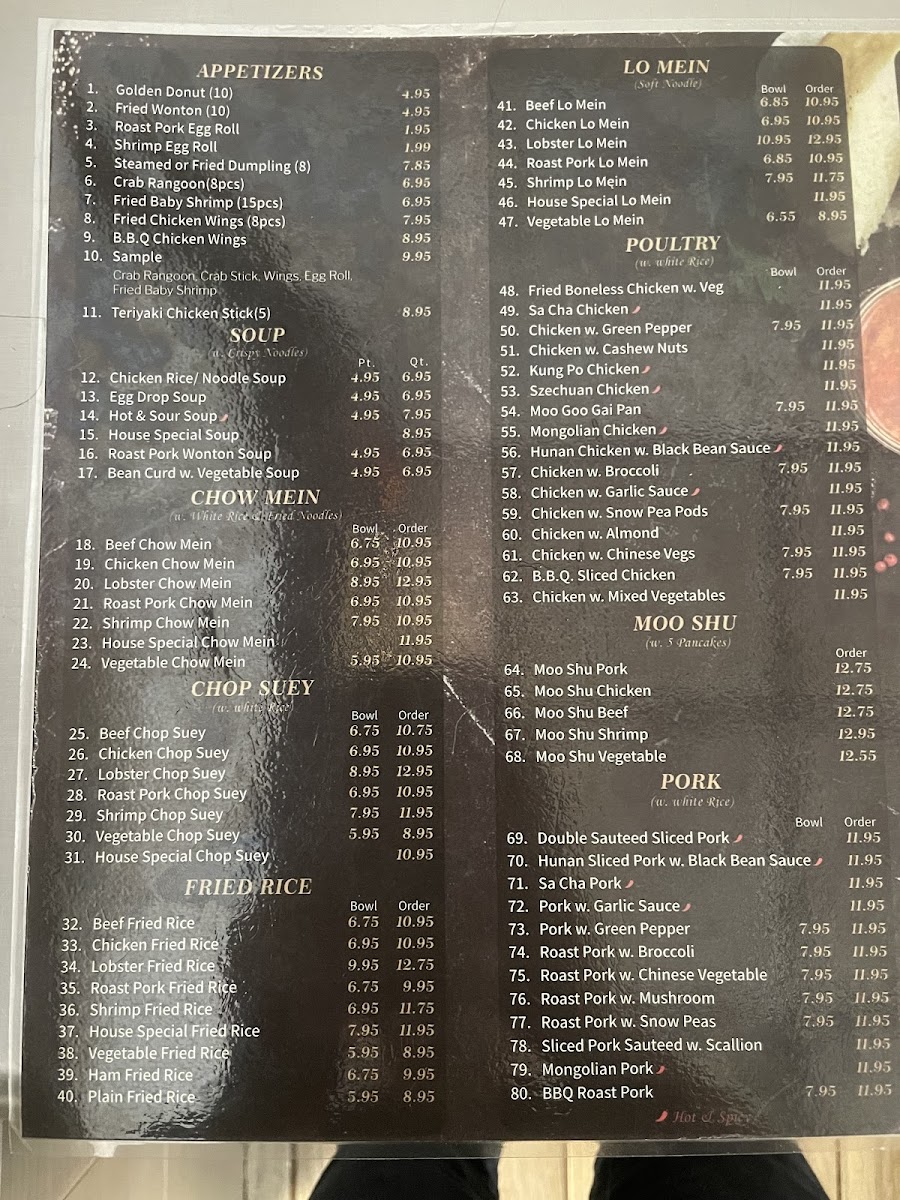 APPETIZERS
1. Golden Donut (10) 4.95
2. Fried Wonton (10) 4.95
3. Roast Pork Egg Roll 1.95
4. Shrimp Egg Roll 1.99
5. Steamed or Fried Dumpling (8) 7.85
6. Crab Rangoon(8pcs) 6.95
7. Fried Baby Shrimp (15pcs) 6.95
8. Fried Chicken Wings (8pcs) 7.95
9. B.B.Q Chicken Wings 8.95
10. Sample 9.95
Crab Rangoon, Crab Stick, Wings, Egg Roll,
Fried Baby Shrimp
11. Teriyaki Chicken Stick(5) 8.95
SOUP
(w. Crispy Noodles)
Pt. Qt.
12. Chicken Rice/ Noodle Soup 4.95 6.95
13. Egg Drop Soup 4.95 6.95
14. Hot & Sour Soup 4.95 7.95
15. House Special Soup 8.95
16. Roast Pork Wonton Soup 4.95 6.95
17. Bean Curd w. Vegetable Soup 4.95 6.95
CHOW MEIN
(w. White Rice & Fried Noodles)
Bowl Order
18. Beef Chow Mein 6.75 10.95
19. Chicken Chow Mein 6.95 10.95
20. Lobster Chow Mein 8.95 12.95
21. Roast Pork Chow Mein 6.95 10.95
22. Shrimp Chow Mein 7.95 10.95
23. House Special Chow Mein 11.95
24. Vegetable Chow Mein 5.95 10.95
CHOP SUEY
(w. white Rice)
Bowl Order
25. Beef Chop Suey 6.75 10.75
26. Chicken Chop Suey 6.95 10.95
27. Lobster Chop Suey 8.95 12.95
28. Roast Pork Chop Suey 6.95 10.95
29. Shrimp Chop Suey 7.95 11.95
30. Vegetable Chop Suey 5.95 8.95
31. House Special Chop Suey 10.95
FRIED RICE
Bowl Order
32. Beef Fried Rice 6.75 10.95
33. Chicken Fried Rice 6.95 10.95
34. Lobster Fried Rice 9.95 12.75
35. Roast Pork Fried Rice 6.75 9.95
36. Shrimp Fried Rice 6.95 11.75
37. House Special Fried Rice 7.95 11.95
38. Vegetable Fried Rice 5.95 8.95
39. Ham Fried Rice 6.75 9.95
40. Plain Fried Rice 5.95 8.95
LO MEIN
(Soft Noodle)
Bowl Order
41. Beef Lo Mein 6.85 10.95
42. Chicken Lo Mein 6.95 10.95
43. Lobster Lo Mein 10.95 12.95
44. Roast Pork Lo Mein 6.85 10.95
45. Shrimp Lo Mein 7.95 11.75
46. House Special Lo Mein 11.95
47. Vegetable Lo Mein 6.55 8.95
POULTRY
(w. white Rice)
Bowl Order
48. Fried Boneless Chicken w. Veg 11.95
49. Sa Cha Chicken 11.95
50. Chicken w. Green Pepper 7.95 11.95
51. Chicken w. Cashew Nuts 11.95
52. Kung Po Chicken 11.95
53. Szechuan Chicken 11.95
54. Moo Goo Gai Pan 7.95 11.95
55. Mongolian Chicken 11.95
56. Hunan Chicken w. Black Bean Sauce 11.95
57. Chicken w. Broccoli 7.95 11.95
58. Chicken w. Garlic Sauce 11.95
59. Chicken w. Snow Pea Pods 7.95 11.95
60. Chicken w. Almond 11.95
61. Chicken w. Chinese Vegs 7.95 11.95
62. B.B.Q. Sliced Chicken 7.95 11.95
63. Chicken w. Mixed Vegetables 11.95
MOO SHU
(w. 5 Pancakes)
Order
64. Moo Shu Pork 12.75
65. Moo Shu Chicken 12.75
66. Moo Shu Beef 12.75
67. Moo Shu Shrimp 12.95
68. Moo Shu Vegetable 12.55
PORK
(w. white Rice)
Bowl Order
69. Double Sauteed Sliced Pork 11.95
70. Hunan Sliced Pork w. Black Bean Sauce 11.95
71. Sa Cha Pork 11.95
72. Pork w. Garlic Sauce 11.95
73. Pork w. Green Pepper 7.95 11.95
74. Roast Pork w. Broccoli 7.95 11.95
75. Roast Pork w. Chinese Vegetable 7.95 11.95
76. Roast Pork w. Mushroom 7.95 11.95
77. Roast Pork w. Snow Peas 7.95 11.95
78. Sliced Pork Sauteed w. Scallion 11.95
79. Mongolian Pork 11.95
80. BBQ Roast Pork 7.95 11.95
Hot & Spicy